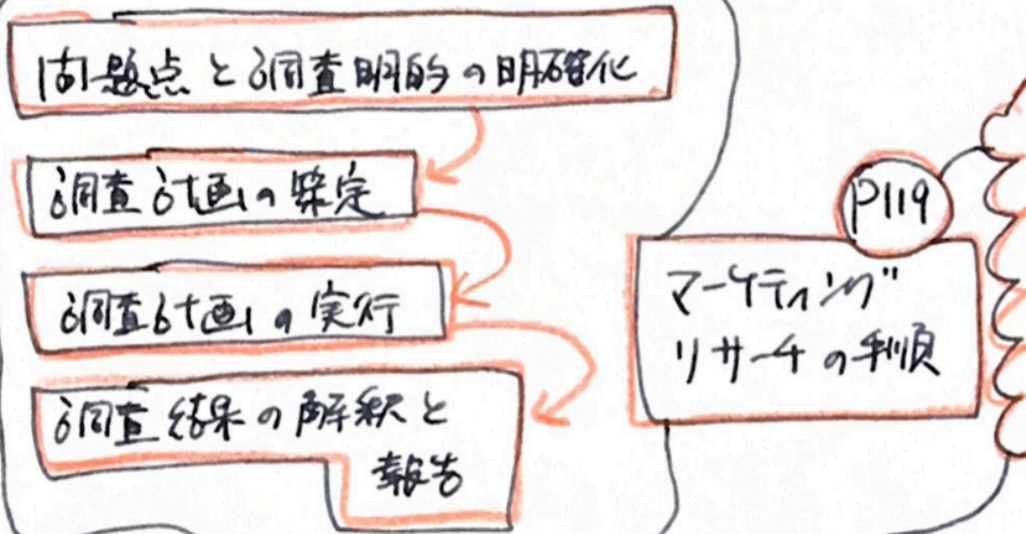 問題点と調査明的の明確化
調査計画の策定
調査計画の実行
調査結果の解釈と
報告
P119
マーケティング
リサーチの手順